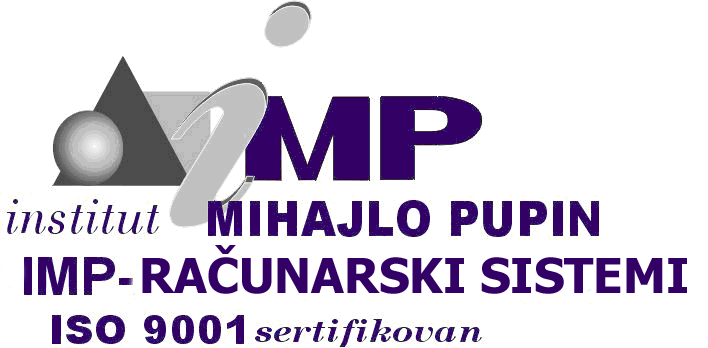 iMP
institut MIHAJLO PUPIN
IMP-RAČUNARSKI SISTEMI
ISO 9001 sertifikovan